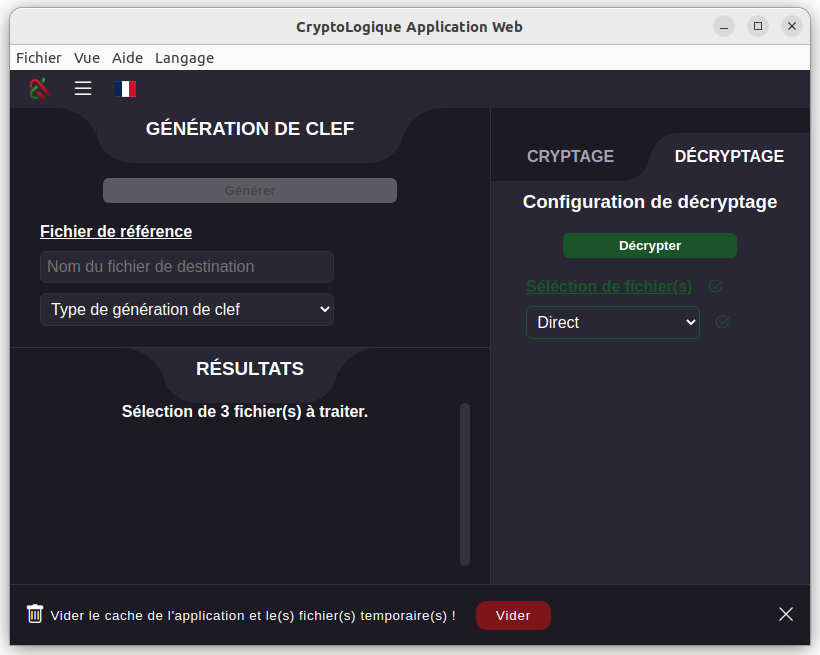 CryptoLogique Application Web
Fichier Vue Aide Langage
GÉNÉRATION DE CLEF
Générer
Fichier de référence
Nom du fichier de destination
Type de génération de clef
RÉSULTATS
Sélection de 3 fichier(s) à traiter.
CRYPTAGE DÉCRYPTAGE
Configuration de décryptage
Décrypter
Séléction de fichier(s)
Direct
Vider le cache de l'application et le(s) fichier(s) temporaire(s) ! Vider